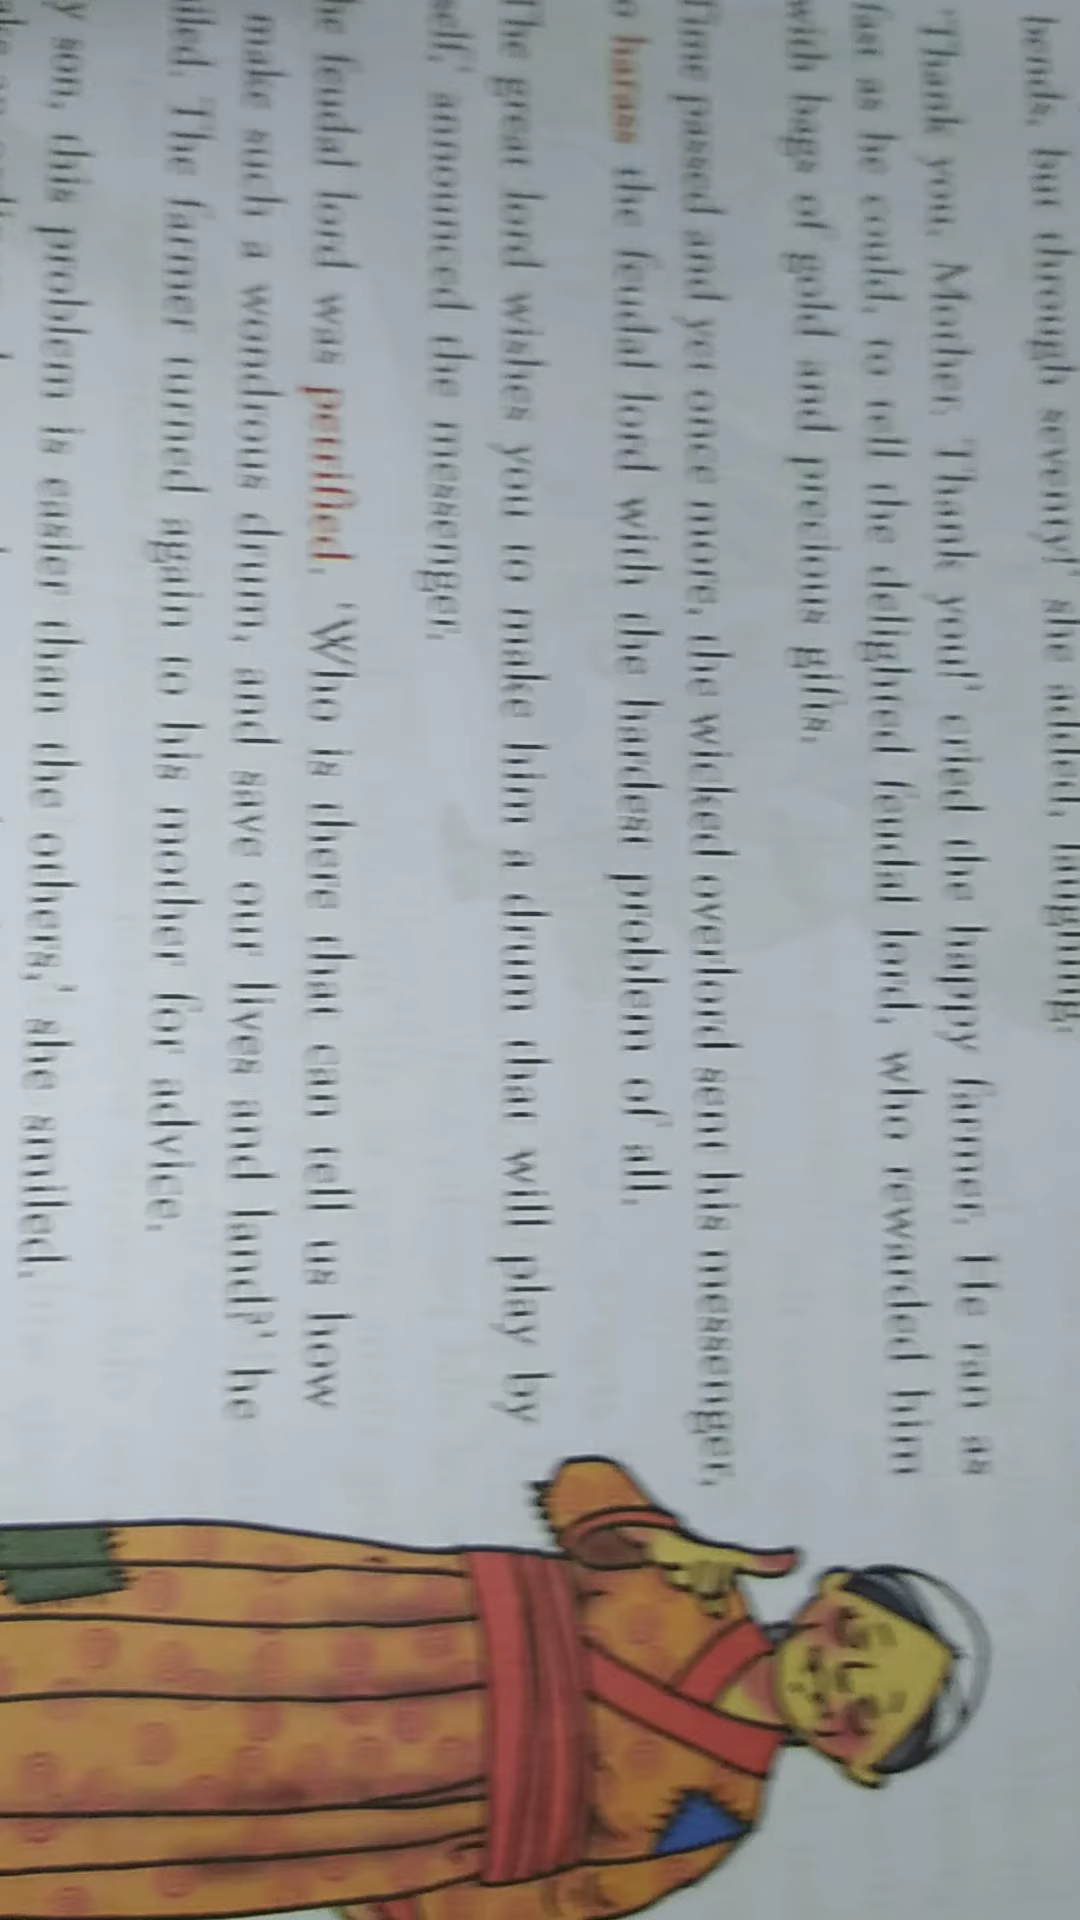 bends, but through seventy!' she added, laughing.
'Thank you, Mother. Thank you!' cried the happy farmer. He ran as
fast as he could, to tell the delighted feudal lord, who rewarded him
with bags of gold and precious gifts.
Time passed and yet once more, the wicked overlord sent his messenger,
o harass the feudal lord with the hardest problem of all.
The great lord wishes you to make him a drum that will play by
self,' announced the messenger.
he feudal lord was petrified. 'Who is there that can tell us how
make such a wondrous drum, and save our lives and land?' he
iled. The farmer turned again to his mother for advice.
y son, this problem is easier than the others,' she smiled.